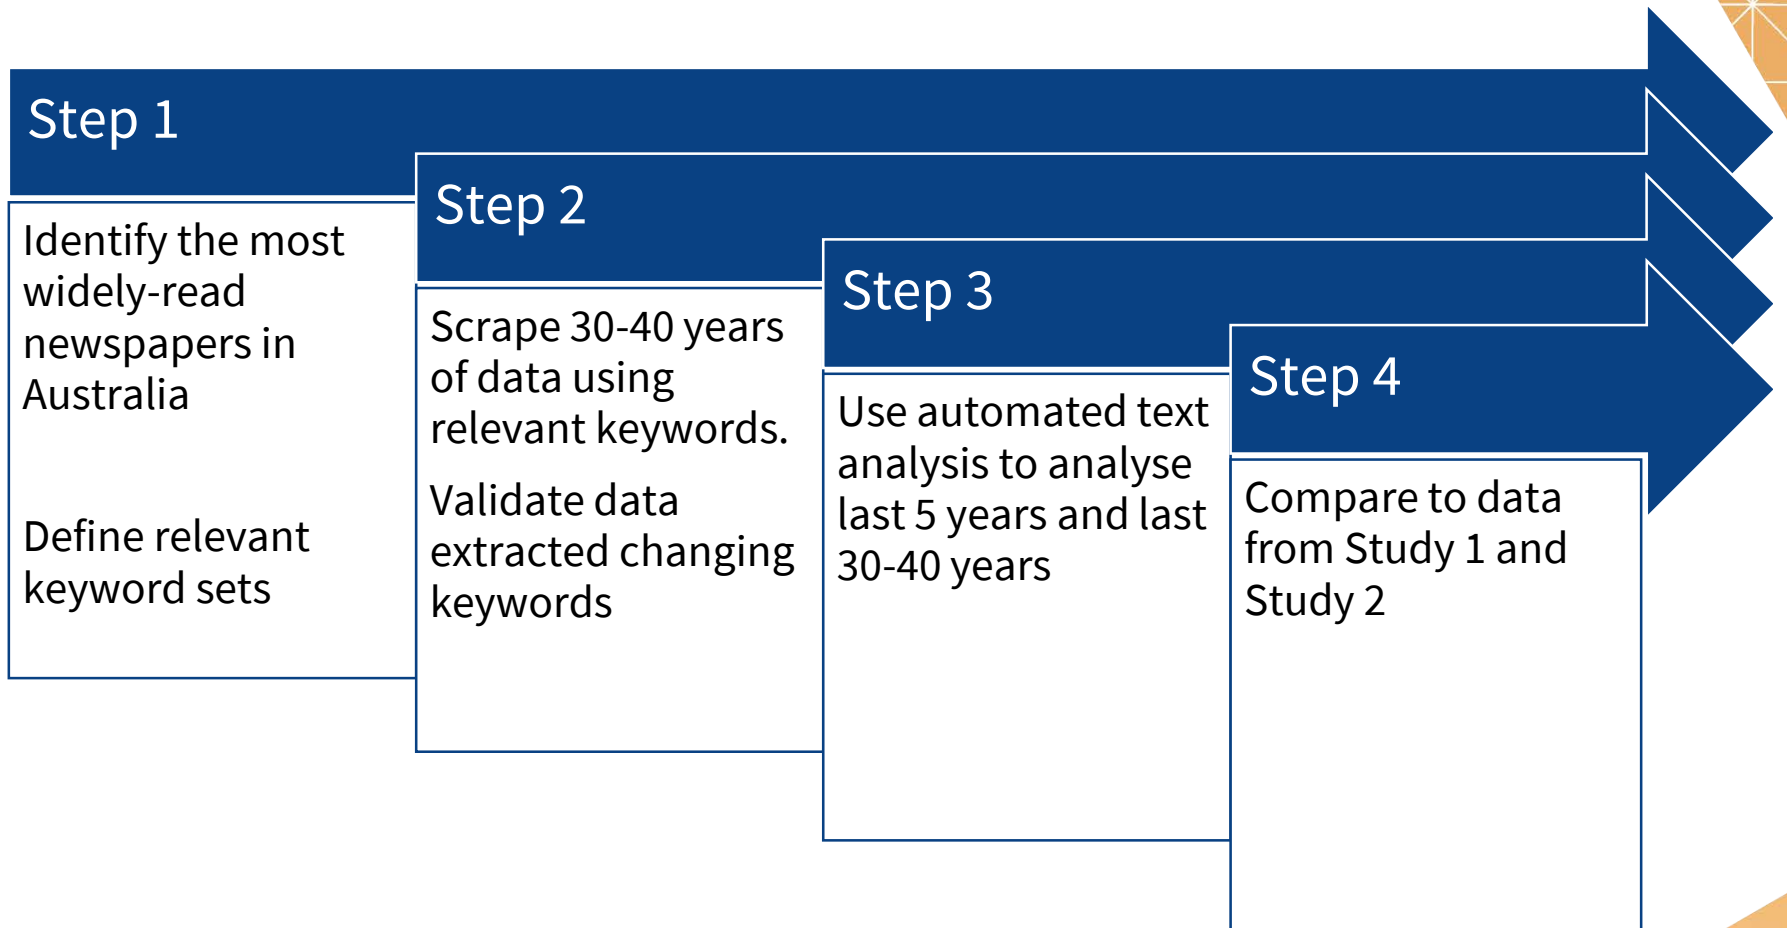 Step 1
Identify the most
widely-read
newspapers in
Australia
Define relevant
keyword sets
Step 2
Scrape 30-40 years
of data using
relevant keywords.
Validate data
extracted changing
keywords
Step 3
Use automated text
analysis to analyse
last 5 years and last
30-40 years
Step 4
Compare to data
from Study 1 and
Study 2